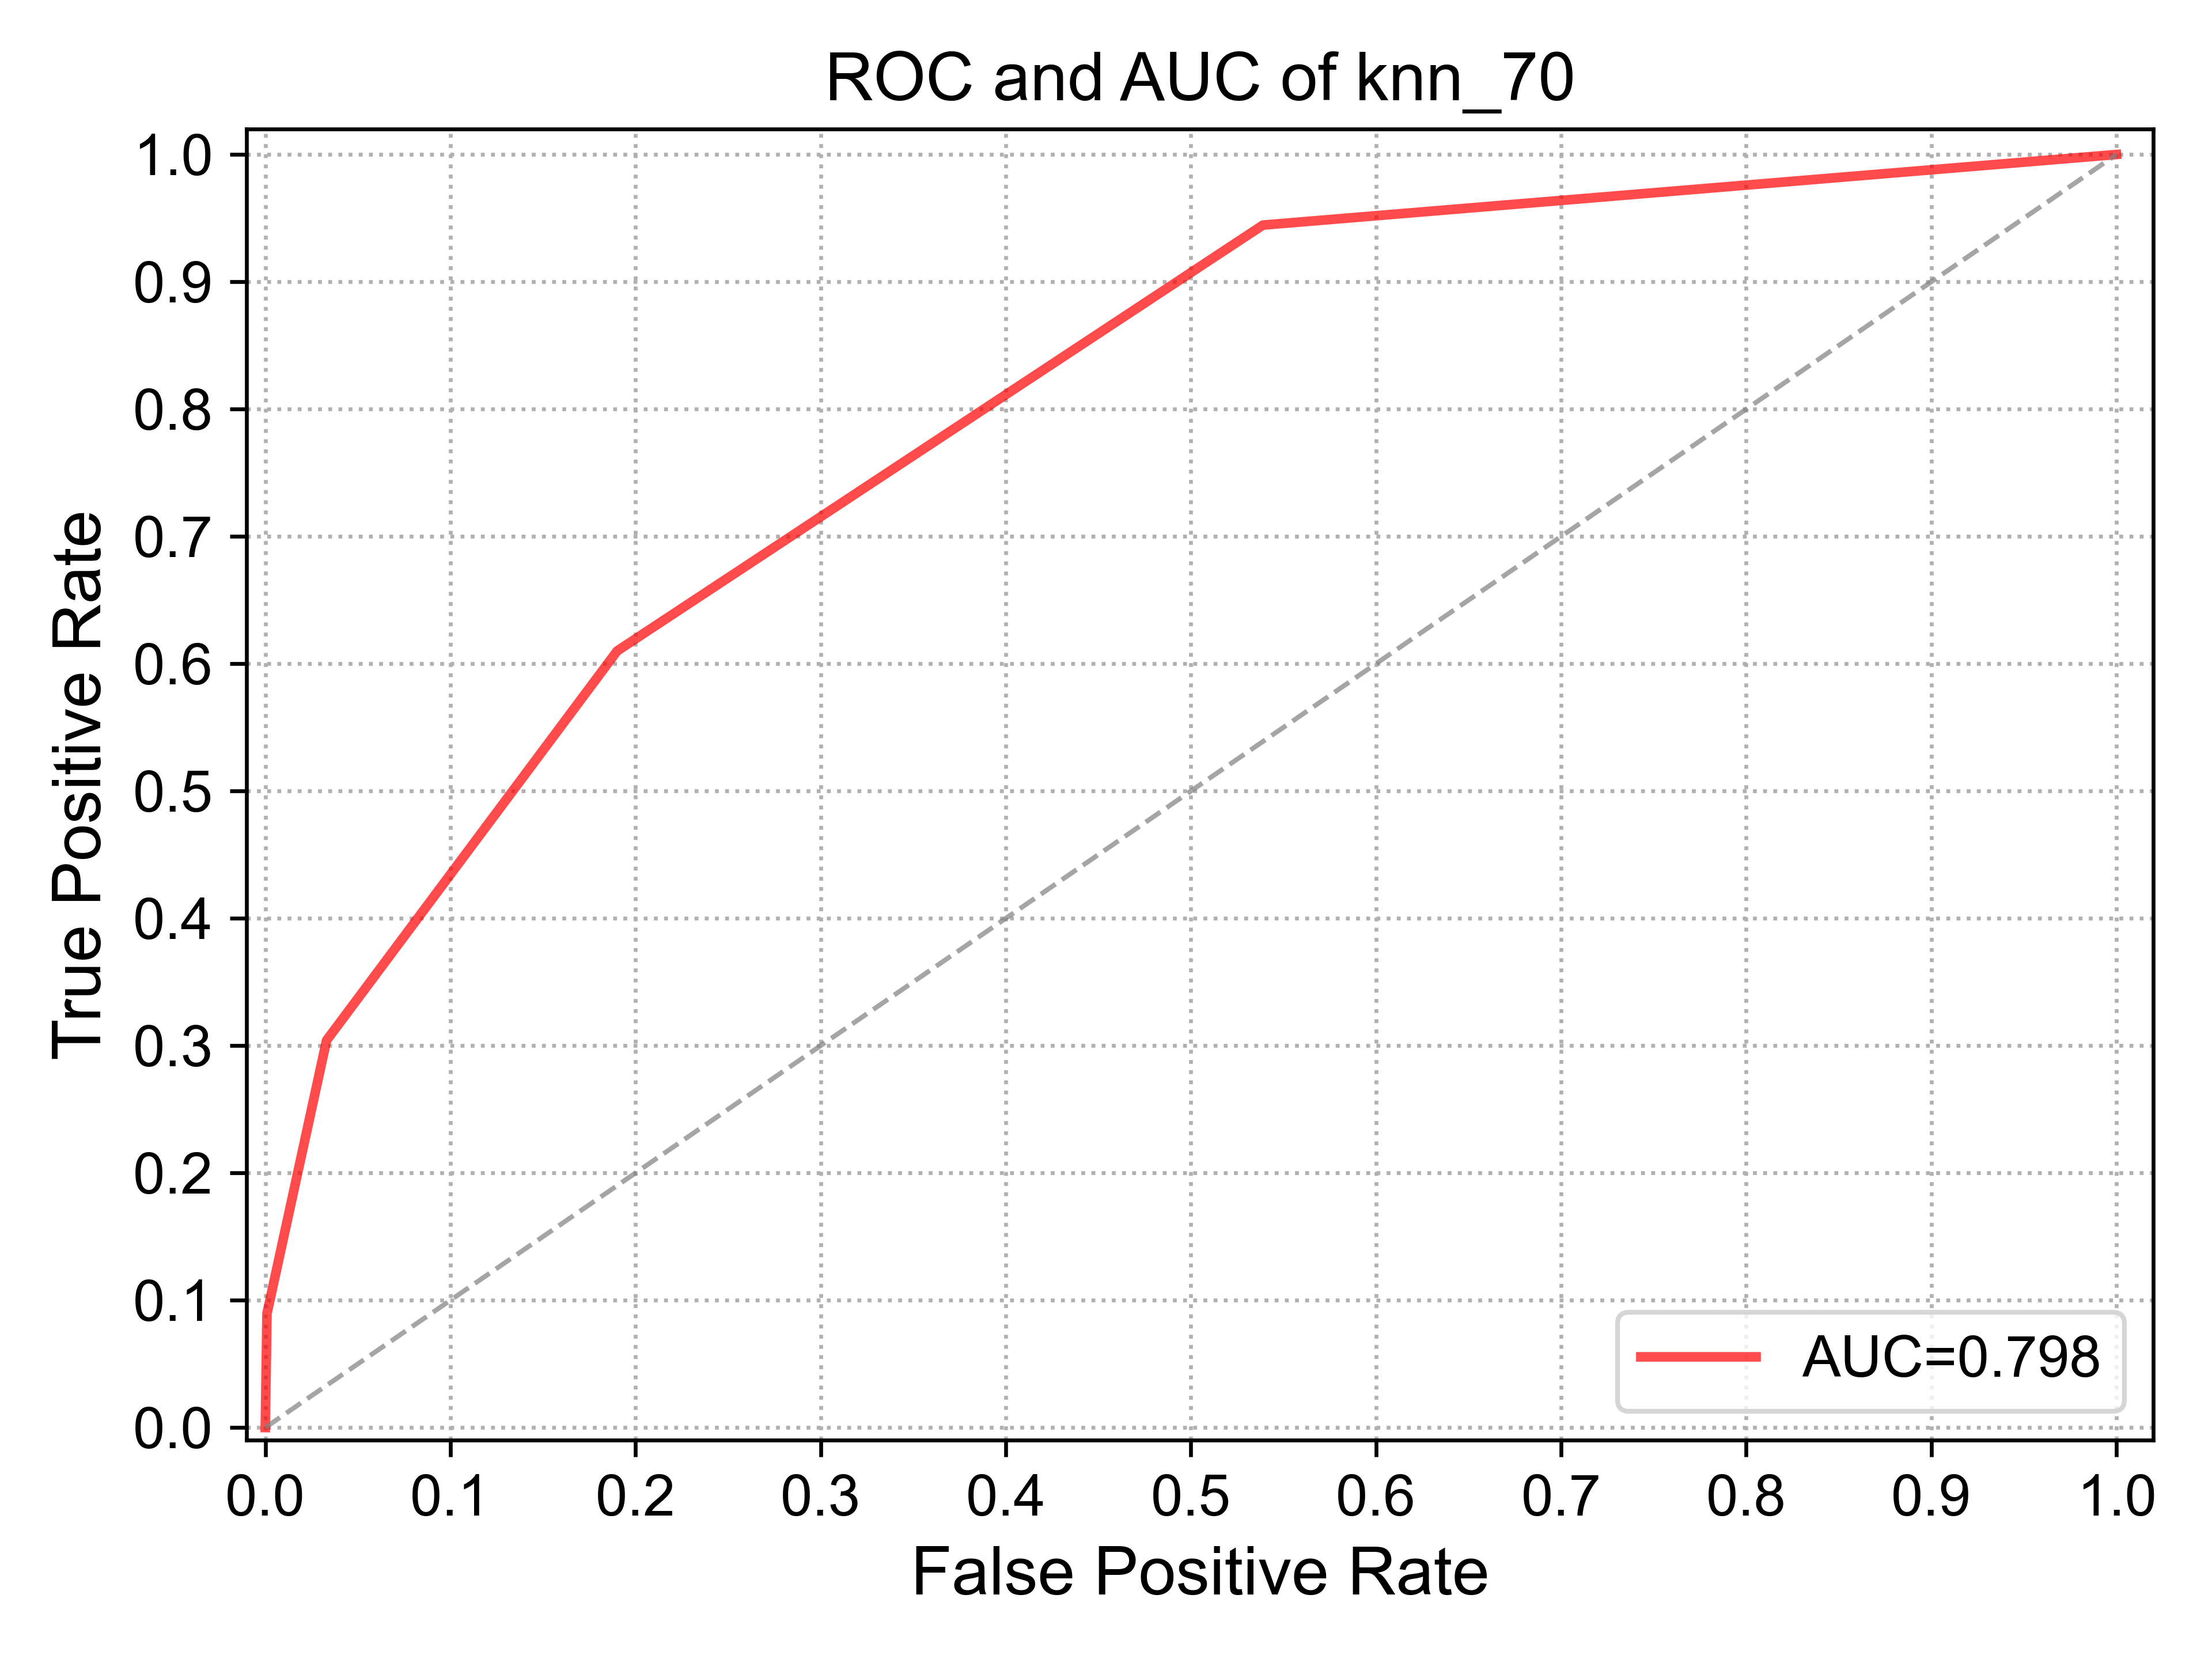 ROC and AUC of knn_70
True Positive Rate
1.0
0.9
0.8
0.7
0.6
0.5
0.4
0.3
0.2
0.1
0.0
AUC=0.798
0.0 0.1 0.2 0.3 0.4 0.5 0.6 0.7 0.8 0.9 1.0
False Positive Rate